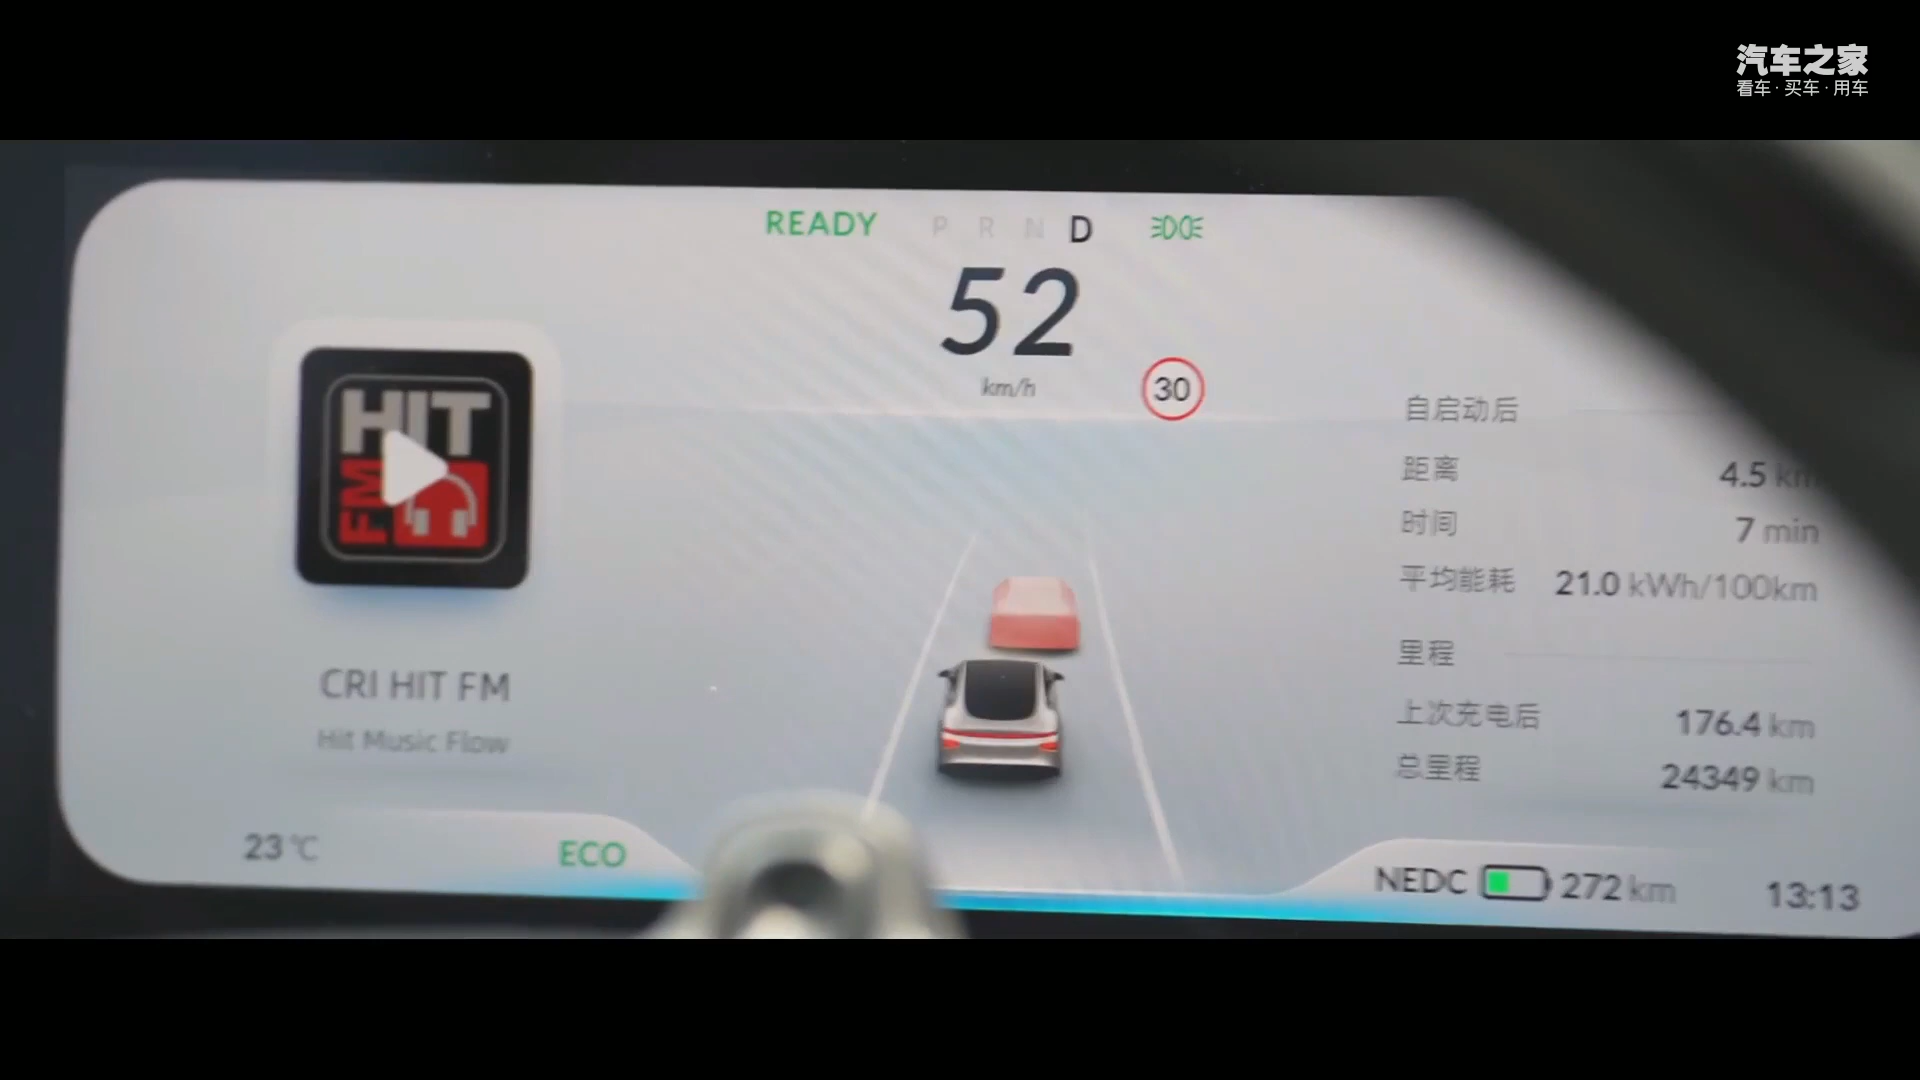 汽车之家
看车·买车·用车
READY P R N D
52
km/h
30
HIT
FM
CRI HIT FM
Hit Music Flow
23℃
ECO
自启动后
距离 4.5 km
时间 7 min
平均能耗 21.0 kWh/100km
里程
上次充电后 176.4 km
总里程 24349 km
NEDC 272 km
13:13